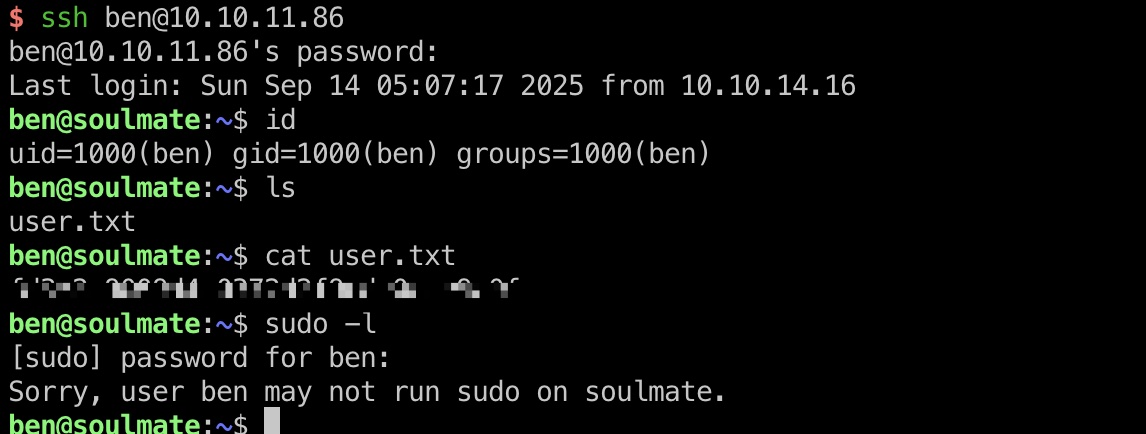 $ ssh ben@10.10.11.86
ben@10.10.11.86's password:
Last login: Sun Sep 14 05:07:17 2025 from 10.10.14.16
ben@soulmate:~$ id
uid=1000(ben) gid=1000(ben) groups=1000(ben)
ben@soulmate:~$ ls
user.txt
ben@soulmate:~$ cat user.txt
ben@soulmate:~$ sudo -l
[sudo] password for ben:
Sorry, user ben may not run sudo on soulmate.
ben@soulmate:~$